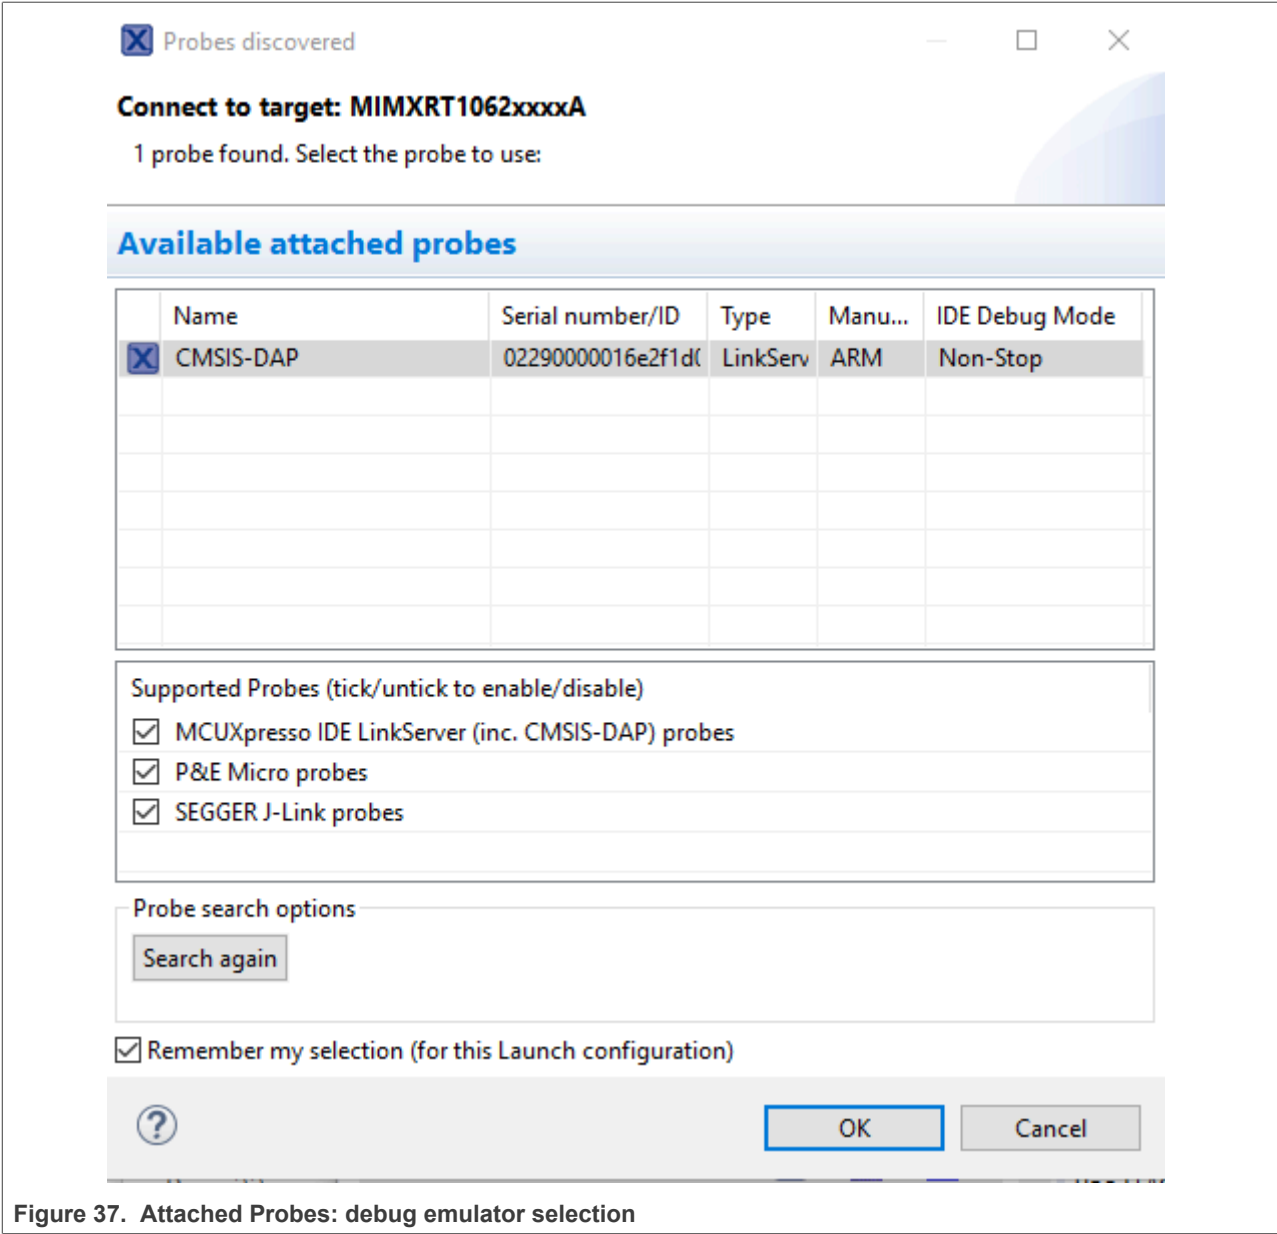 Probes discovered
Connect to target: MIMXRT1062xxxxA
1 probe found. Select the probe to use:
Available attached probes
Name Serial number/ID Type Manu... IDE Debug Mode
CMSIS-DAP 02290000016e2f1d0 LinkServ ARM Non-Stop
Supported Probes (tick/untick to enable/disable)
MCUXpresso IDE LinkServer (inc. CMSIS-DAP) probes
P&E Micro probes
SEGGER J-Link probes
Probe search options
Search again
Remember my selection (for this Launch configuration)
OK Cancel
Figure 37. Attached Probes: debug emulator selection